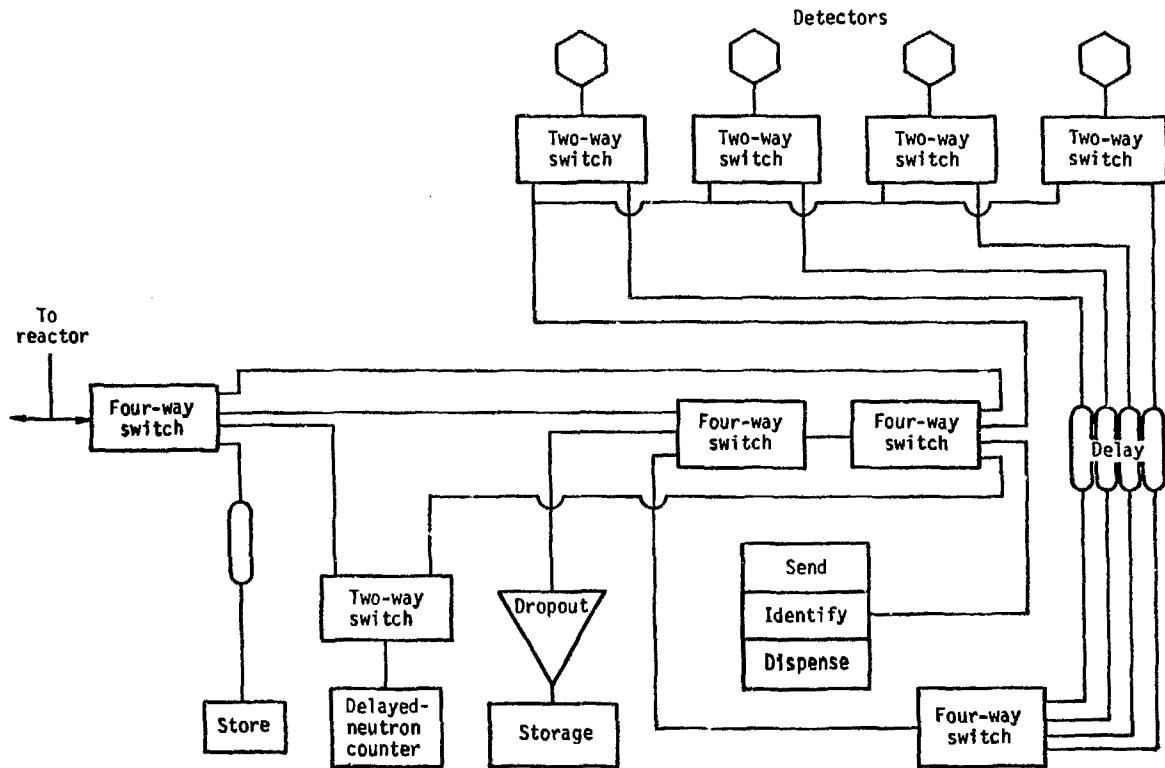 Detectors
Two-way
switch
Two-way
switch
Two-way
switch
Two-way
switch
To
reactor
Four-way
switch
Four-way
switch
Four-way
switch
Delay
Send
Identify
Dispense
Two-way
switch
Dropout
Store
Delayed-
neutron
counter
Storage
Four-way
switch